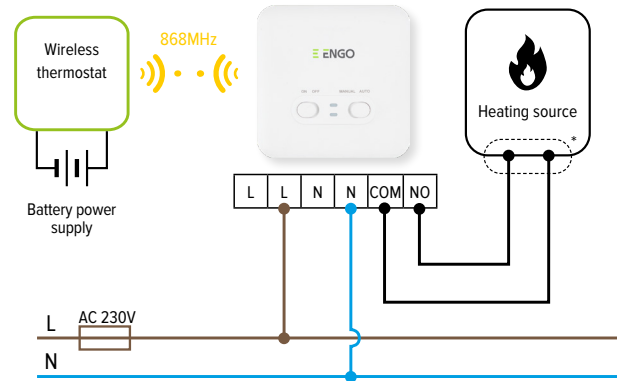 Wireless
thermostat
868MHz
ENGO
ON OFF MANUAL AUTO
Heating source
*
Battery power
supply
L L N N COM NO
L AC 230V
N